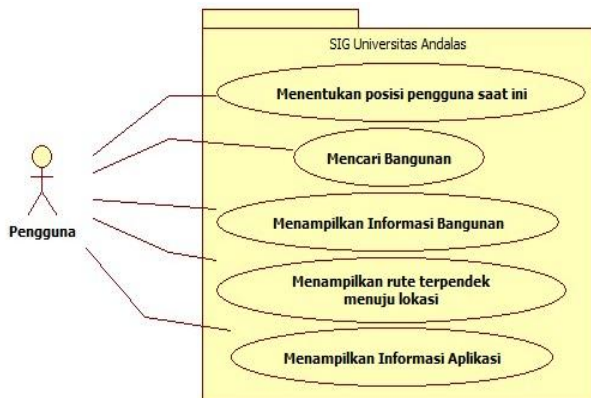 SIG Universitas Andalas
Menentukan posisi pengguna saat ini
Mencari Bangunan
Pengguna
Menampilkan Informasi Bangunan
Menampilkan rute terpendek
menuju lokasi
Menampilkan Informasi Aplikasi